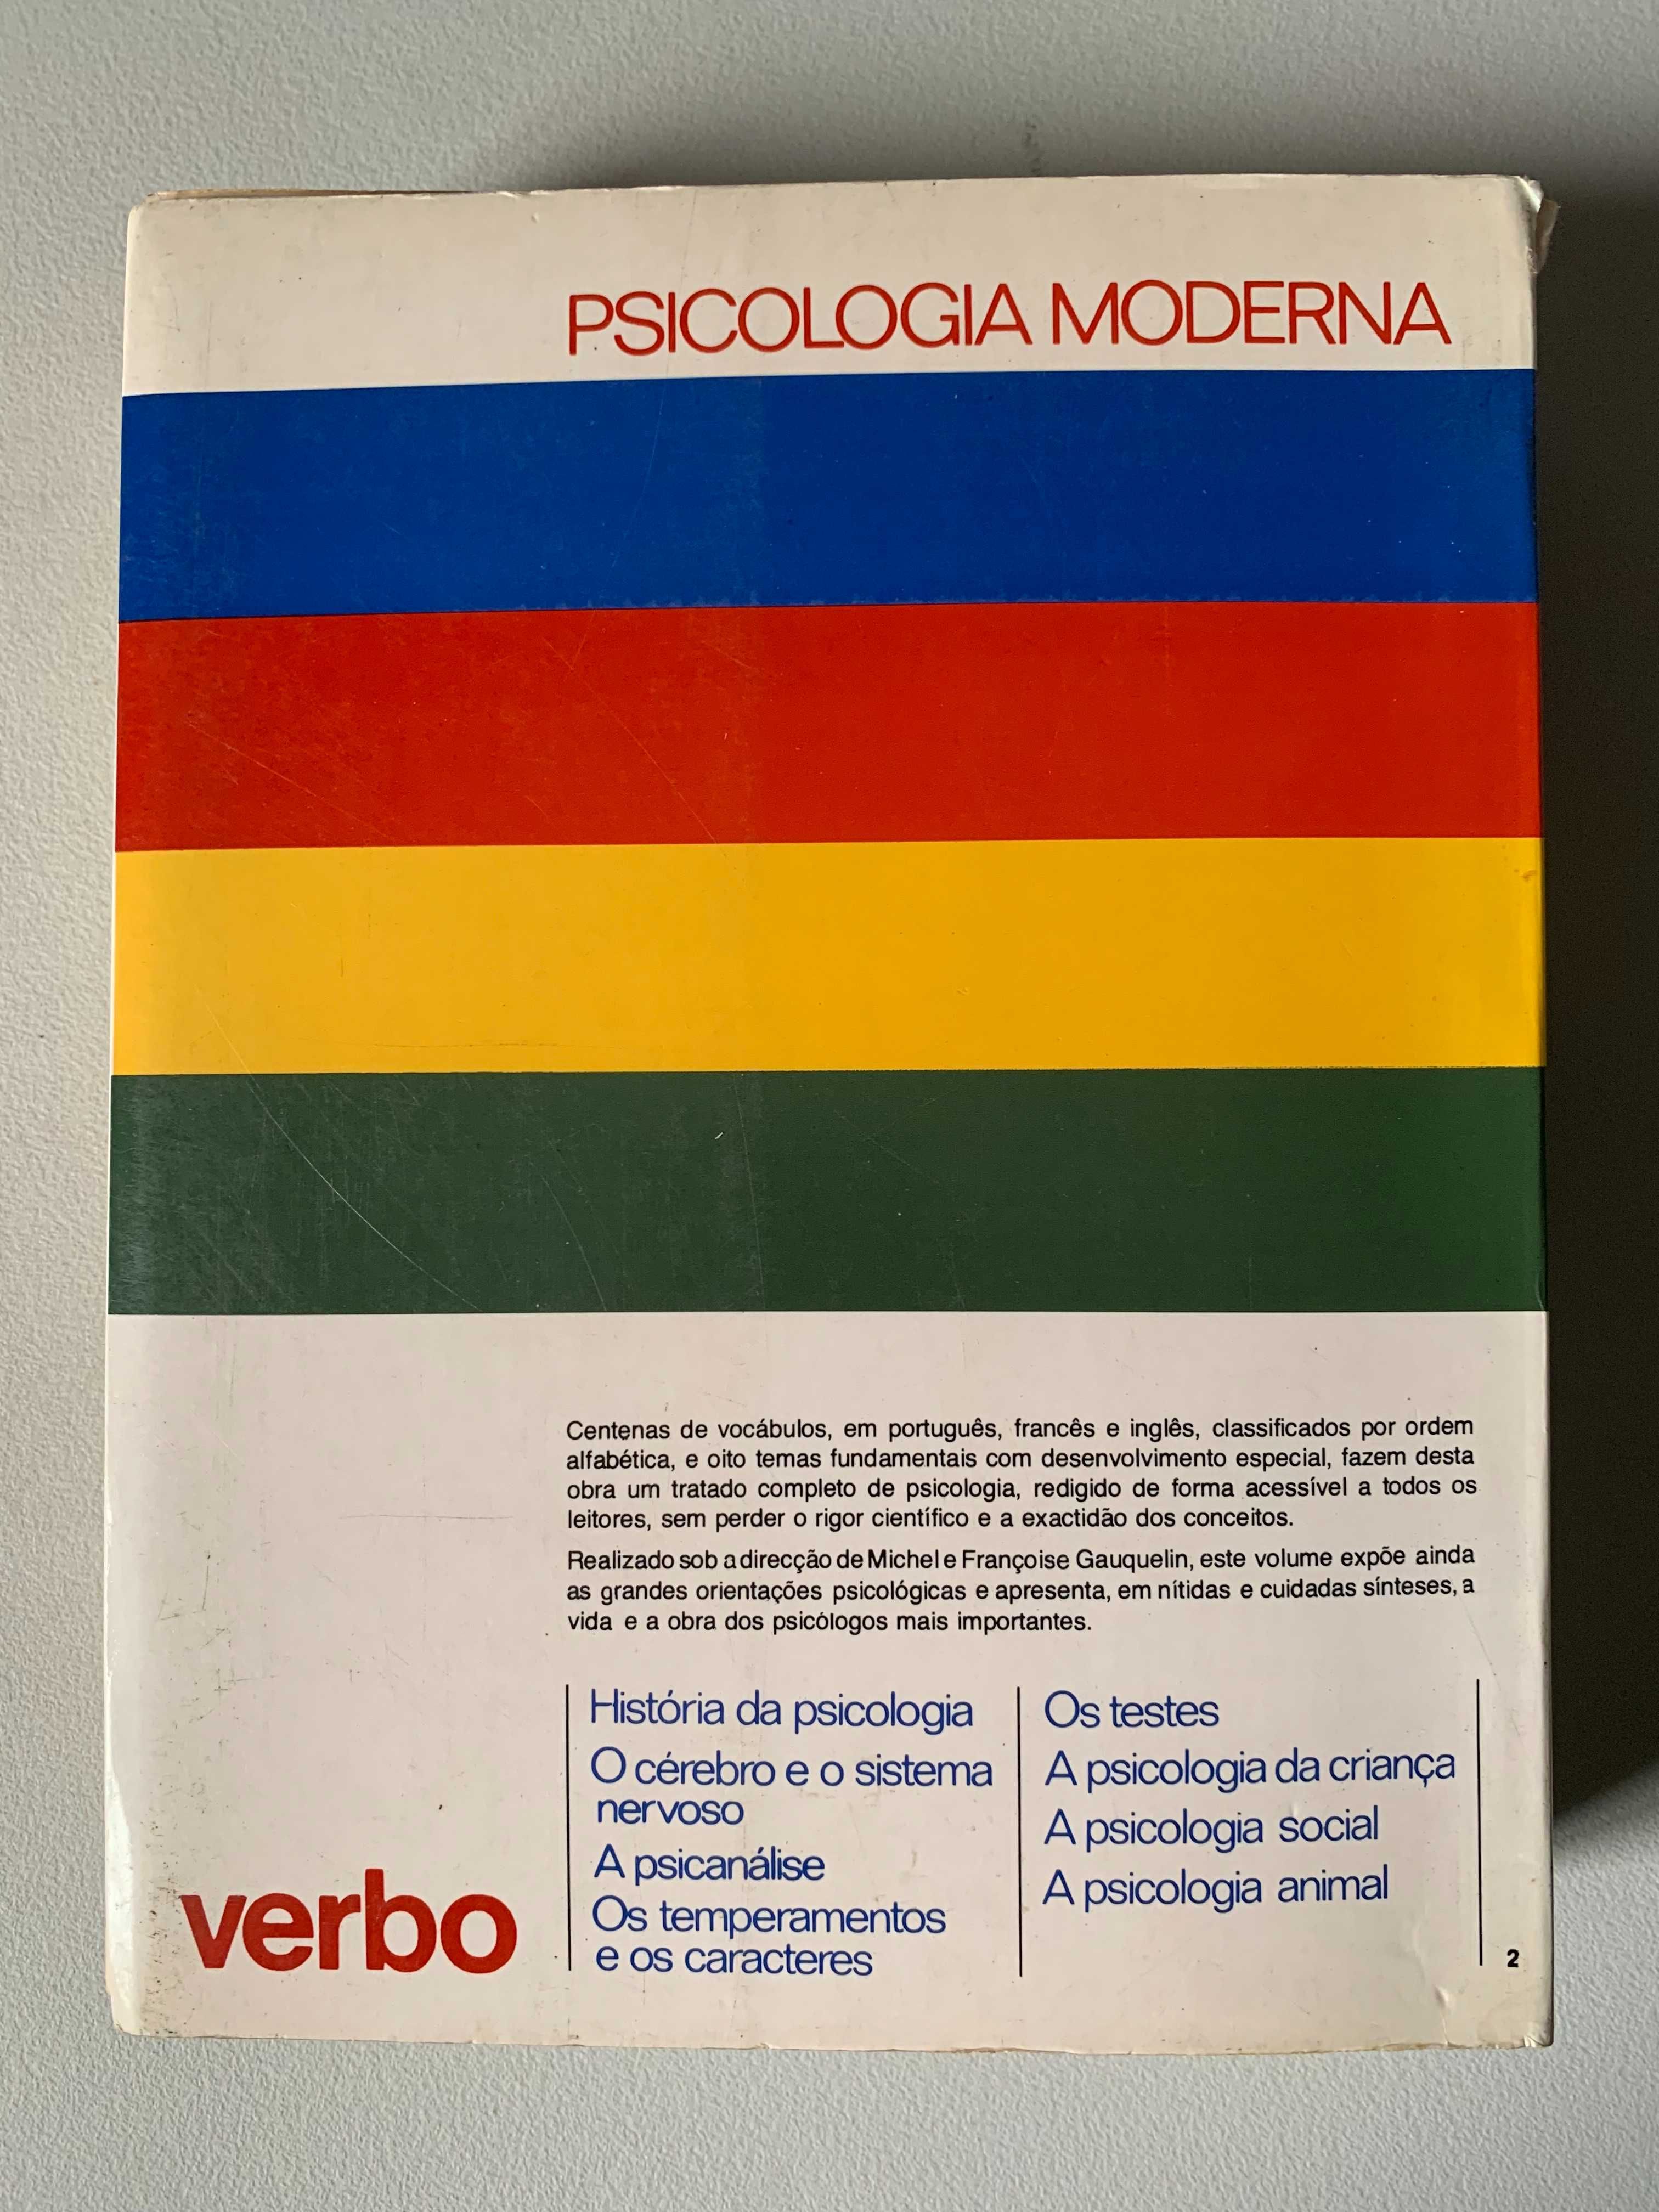 PSICOLOGIA MODERNA
Centenas de vocábulos, em português, francês e inglês, classificados por ordem
alfabética, e oito temas fundamentais com desenvolvimento especial, fazem desta
obra um tratado completo de psicologia, redigido de forma acessível a todos os
leitores, sem perder o rigor científico e a exactidão dos conceitos.
Realizado sob a direcção de Michel e Françoise Gauquelin, este volume expõe ainda
as grandes orientações psicológicas e apresenta, em nítidas e cuidadas sínteses, a
vida e a obra dos psicólogos mais importantes.
História da psicologia
O cérebro e o sistema
nervoso
A psicanálise
Os temperamentos
e os caracteres
Os testes
A psicologia da criança
A psicologia social
A psicologia animal
verbo
2